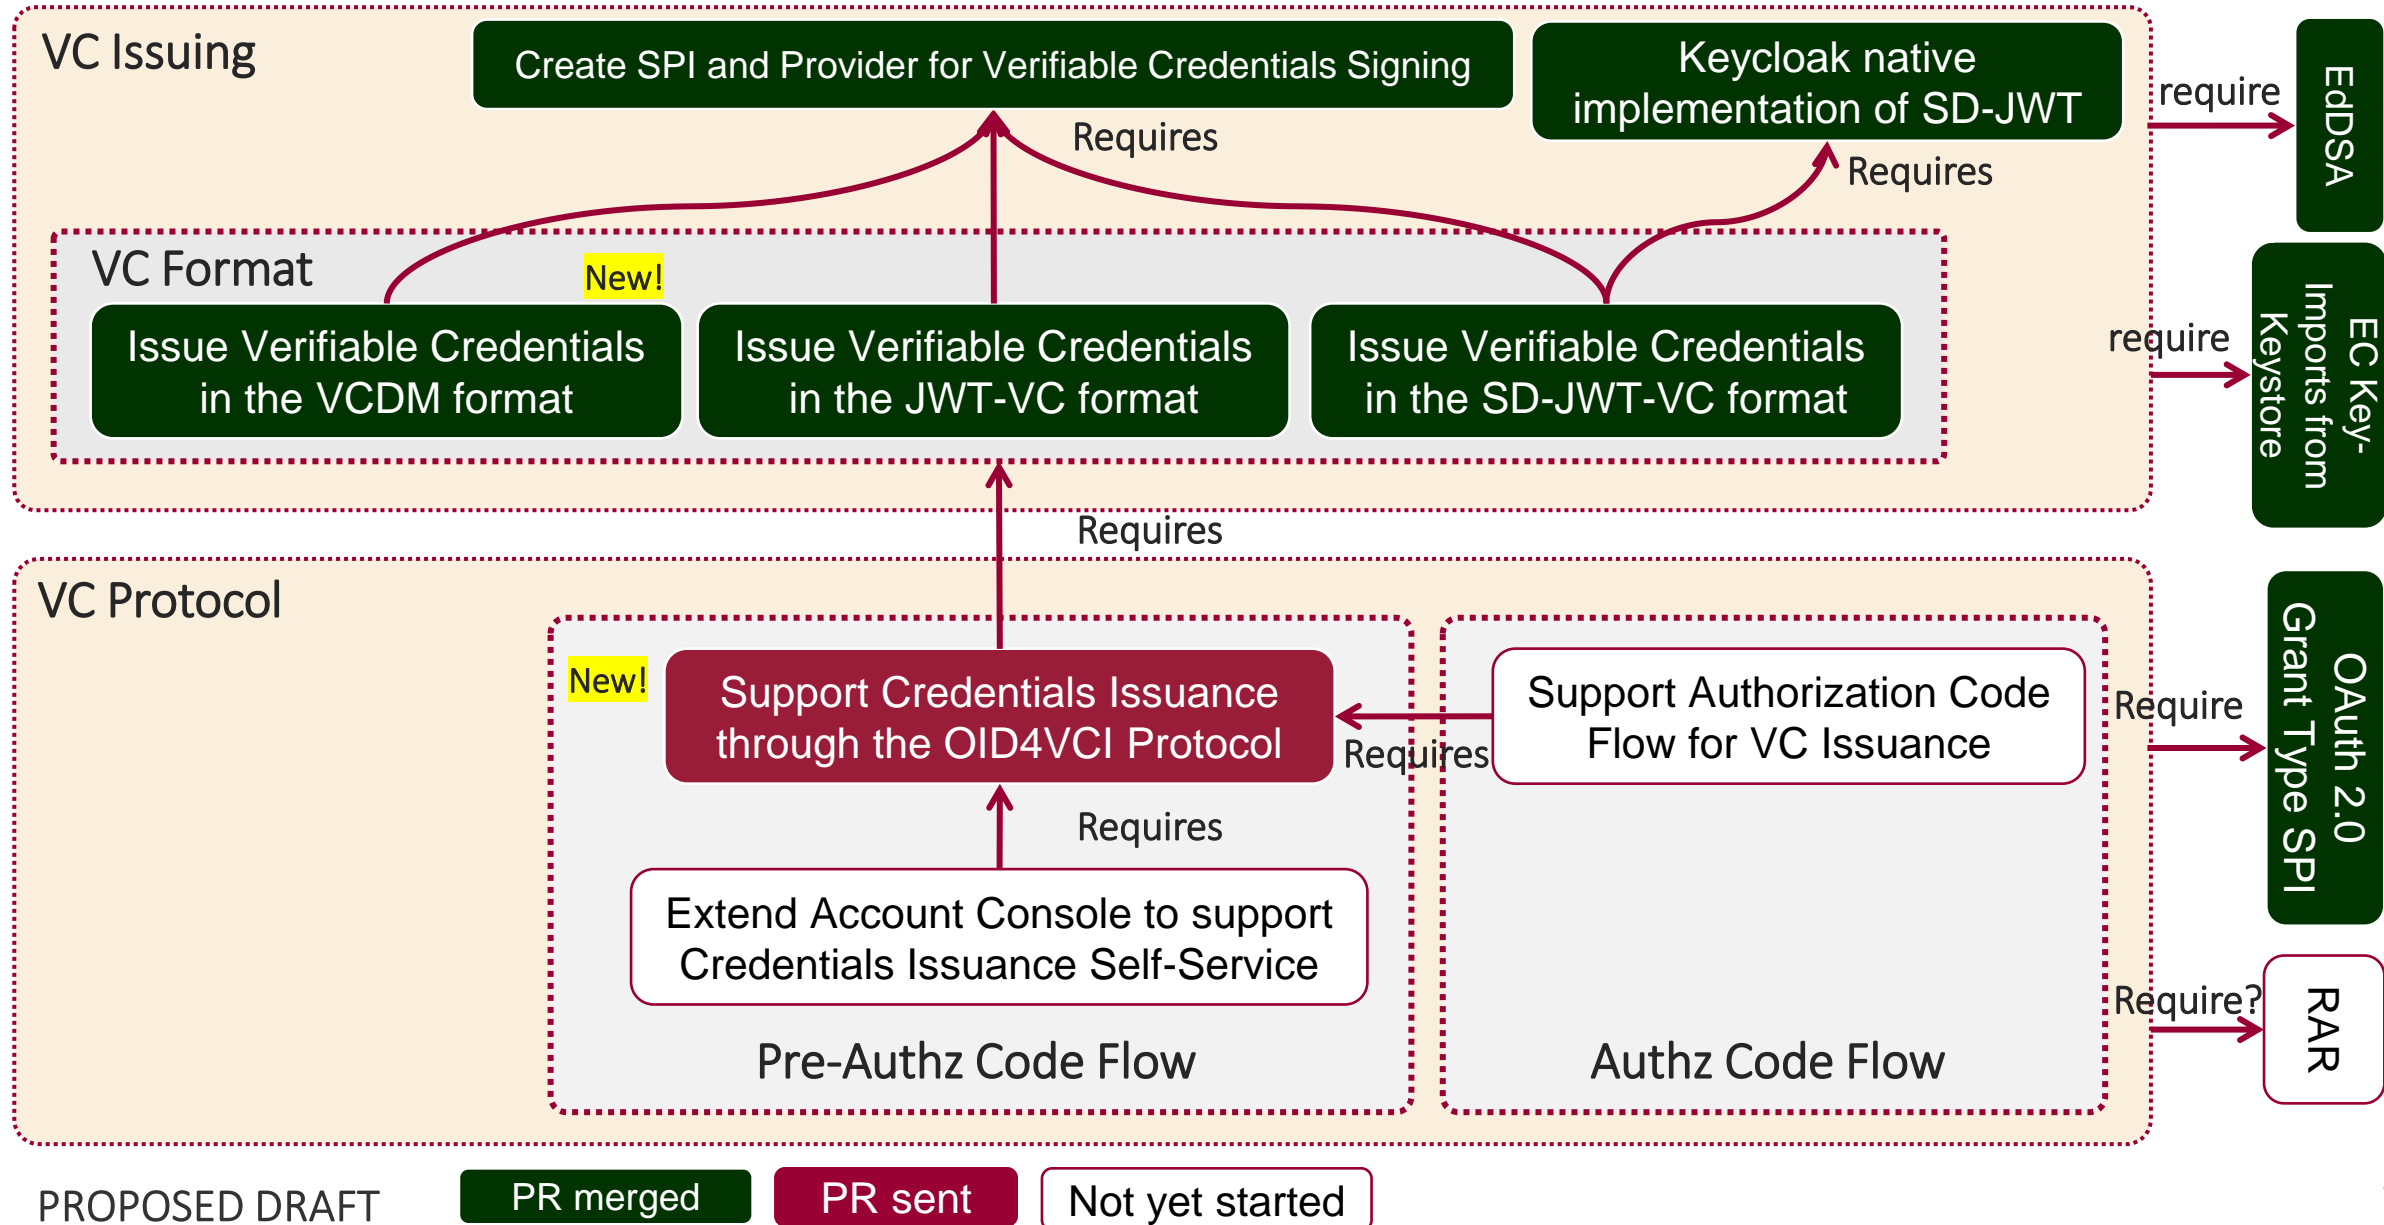 VC Issuing
Create SPI and Provider for Verifiable Credentials Signing
Keycloak native
implementation of SD-JWT
require
EdDSA
Requires
Requires
VC Format
New!
Issue Verifiable Credentials
in the VCDM format
Issue Verifiable Credentials
in the JWT-VC format
Issue Verifiable Credentials
in the SD-JWT-VC format
require
EC Key-
Imports from
Keystore
Requires
VC Protocol
New!
Support Credentials Issuance
through the OID4VCI Protocol
Requires
Support Authorization Code
Flow for VC Issuance
Require
OAuth 2.0
Grant Type SPI
Requires
Extend Account Console to support
Credentials Issuance Self-Service
Require?
RAR
Pre-Authz Code Flow
Authz Code Flow
PROPOSED DRAFT
PR merged
PR sent
Not yet started